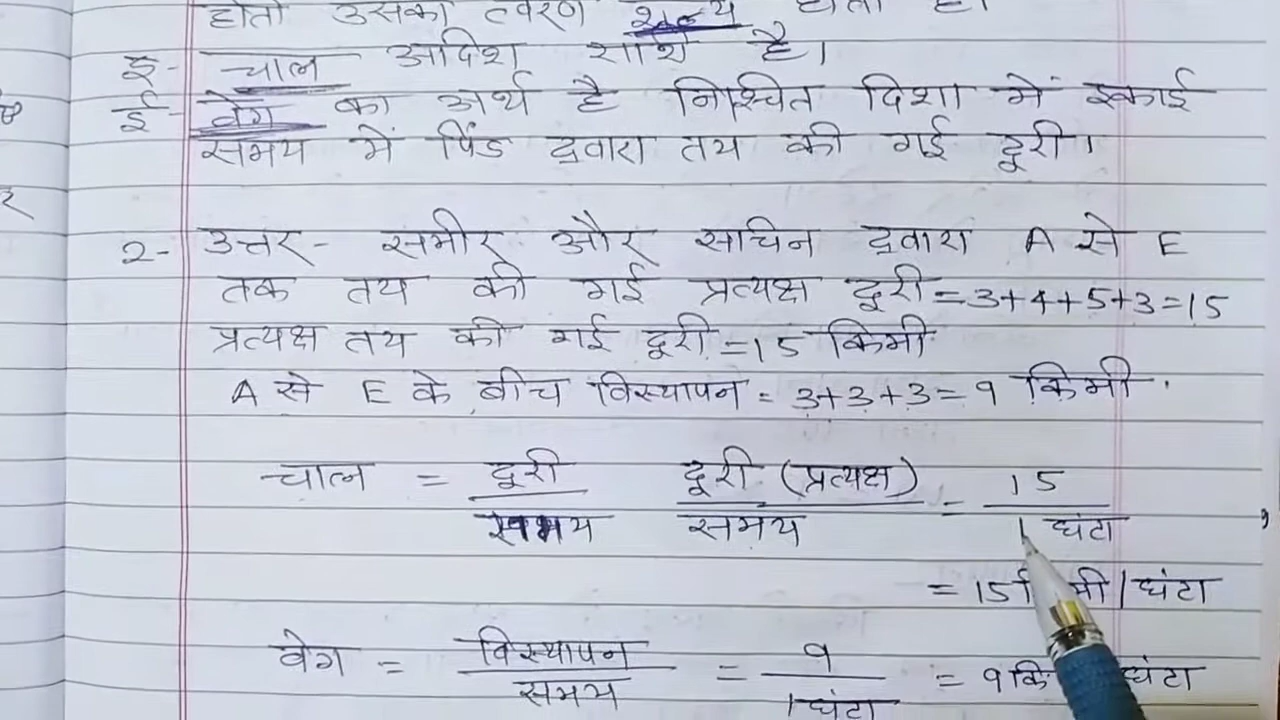 होतो उसका त्वरण शून्य होता है।
इ- चाल अदिश राशि है।
ई- वेग का अर्थ है निश्चित दिशा में इकाई
समय में पिंड द्रवारा तय की गई दूरी।
2- उत्तर- समीर और सचिन द्रवारा A से E
तक तय की गई प्रत्यक्ष दूरी = 3+4+5+3=15
प्रत्यक्ष तय की गई दूरी = 15 किमी
A से E के बीच विस्थापन = 3+3+3= 9 किमी.
चाल = दूरी / समय दूरी (प्रत्यक्ष) / समय = 15 / 1 घंटा
= 15 मी/घंटा
वेग = विस्थापन / समय = 9 / 1 घंटा = 9 कि घंटा